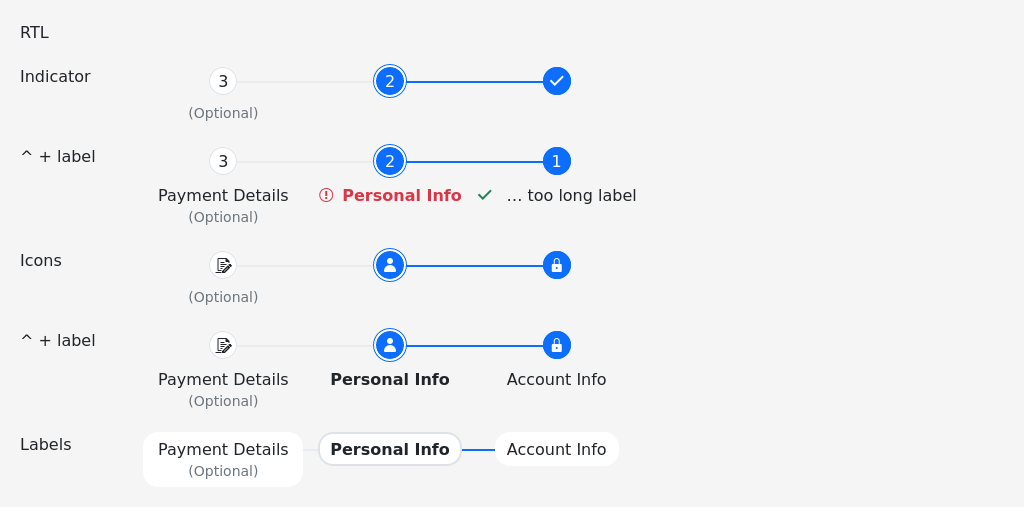 RTL
Indicator
3 2
(Optional)
^ + label
3 2 1
Payment Details Personal Info ... too long label
(Optional)
Icons
(Optional)
^ + label
Payment Details Personal Info Account Info
(Optional)
Labels
Payment Details Personal Info Account Info
(Optional)